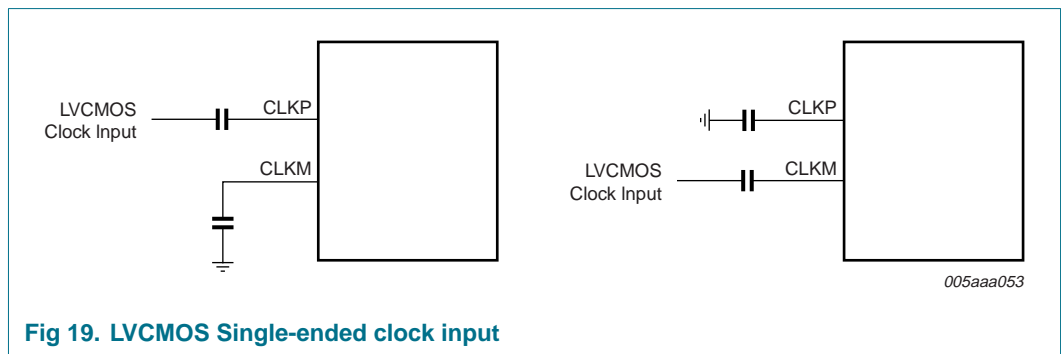 LVCMOS
Clock Input
CLKP
CLKM
CLKP
LVCMOS
Clock Input
CLKM
005aaa053
Fig 19. LVCMOS Single-ended clock input